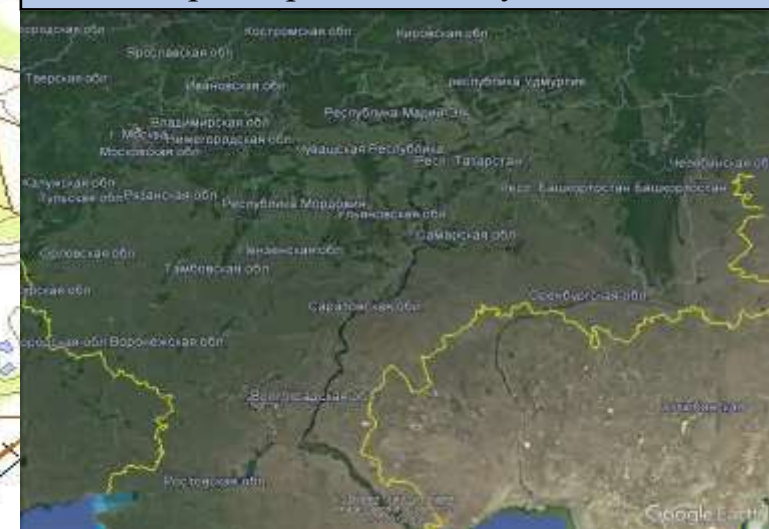 Костромская обл
Кировская обл
Ярославская обл
Тверская обл
Ивановская обл
республика Удмуртия
Республика Марий Эл
Владимирская обл
г. Москва
Нижегородская обл
Московская обл
Чувашская Республика
Респ. Татарстан
Челябинская об
Калужская обл
Тульская обл
Рязанская обл
Респ. Башкортостан
Башкортостан
Республика Мордовия
Ульяновская обл
Самарская обл
Орловская обл
Пензенская обл
Тамбовская обл
Оренбургская обл
Саратовская обл
Воронежская обл
Волгоградская об
Ростовская обл
Google Earth